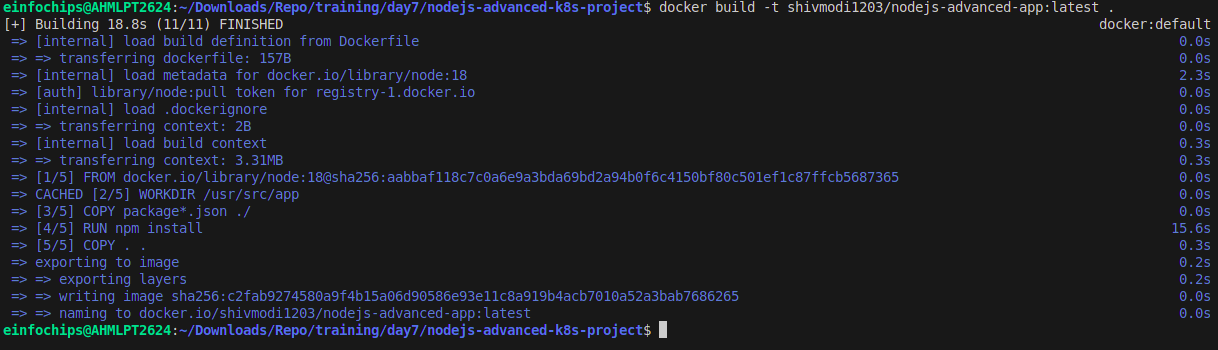 einfochips@AHMLPT2624:~/Downloads/Repo/training/day7/nodejs-advanced-k8s-project$ docker build -t shivmodi1203/nodejs-advanced-app:latest .
[+] Building 18.8s (11/11) FINISHED docker:default
=> [internal] load build definition from Dockerfile 0.0s
=> => transferring dockerfile: 157B 0.0s
=> [internal] load metadata for docker.io/library/node:18 2.3s
=> [auth] library/node:pull token for registry-1.docker.io 0.0s
=> [internal] load .dockerignore 0.0s
=> => transferring context: 2B 0.0s
=> [internal] load build context 0.3s
=> => transferring context: 3.31MB 0.3s
=> [1/5] FROM docker.io/library/node:18@sha256:aabbaf118c7c0a6e9a3bda69bd2a94b0f6c4150bf80c501ef1c87ffcb5687365 0.0s
=> CACHED [2/5] WORKDIR /usr/src/app 0.0s
=> [3/5] COPY package*.json ./ 0.0s
=> [4/5] RUN npm install 15.6s
=> [5/5] COPY . . 0.3s
=> exporting to image 0.2s
=> => exporting layers 0.2s
=> => writing image sha256:c2fab9274580a9f4b15a06d90586e93e11c8a919b4acb7010a52a3bab7686265 0.0s
=> => naming to docker.io/shivmodi1203/nodejs-advanced-app:latest 0.0s
einfochips@AHMLPT2624:~/Downloads/Repo/training/day7/nodejs-advanced-k8s-project$